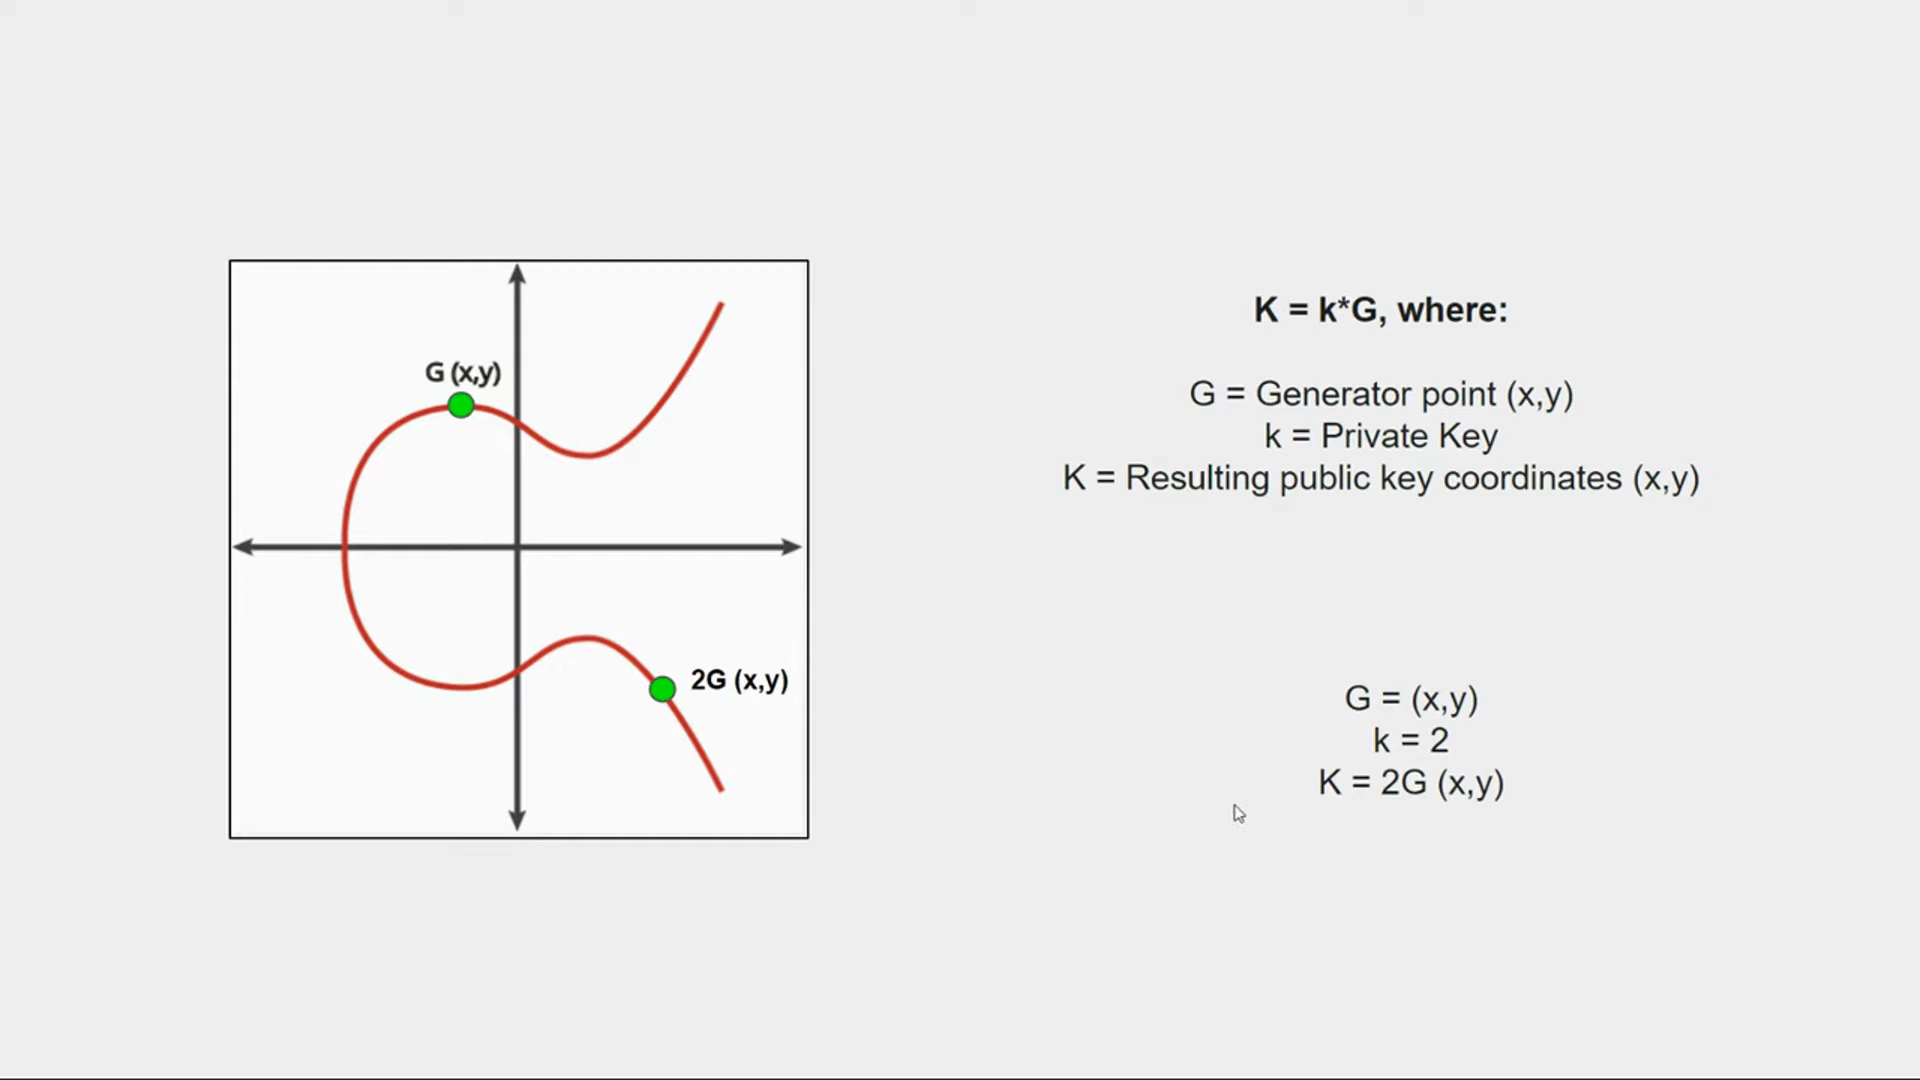 G (x,y)
2G (x,y)
K = k*G, where:
G = Generator point (x,y)
k = Private Key
K = Resulting public key coordinates (x,y)
G = (x,y)
k = 2
K = 2G (x,y)